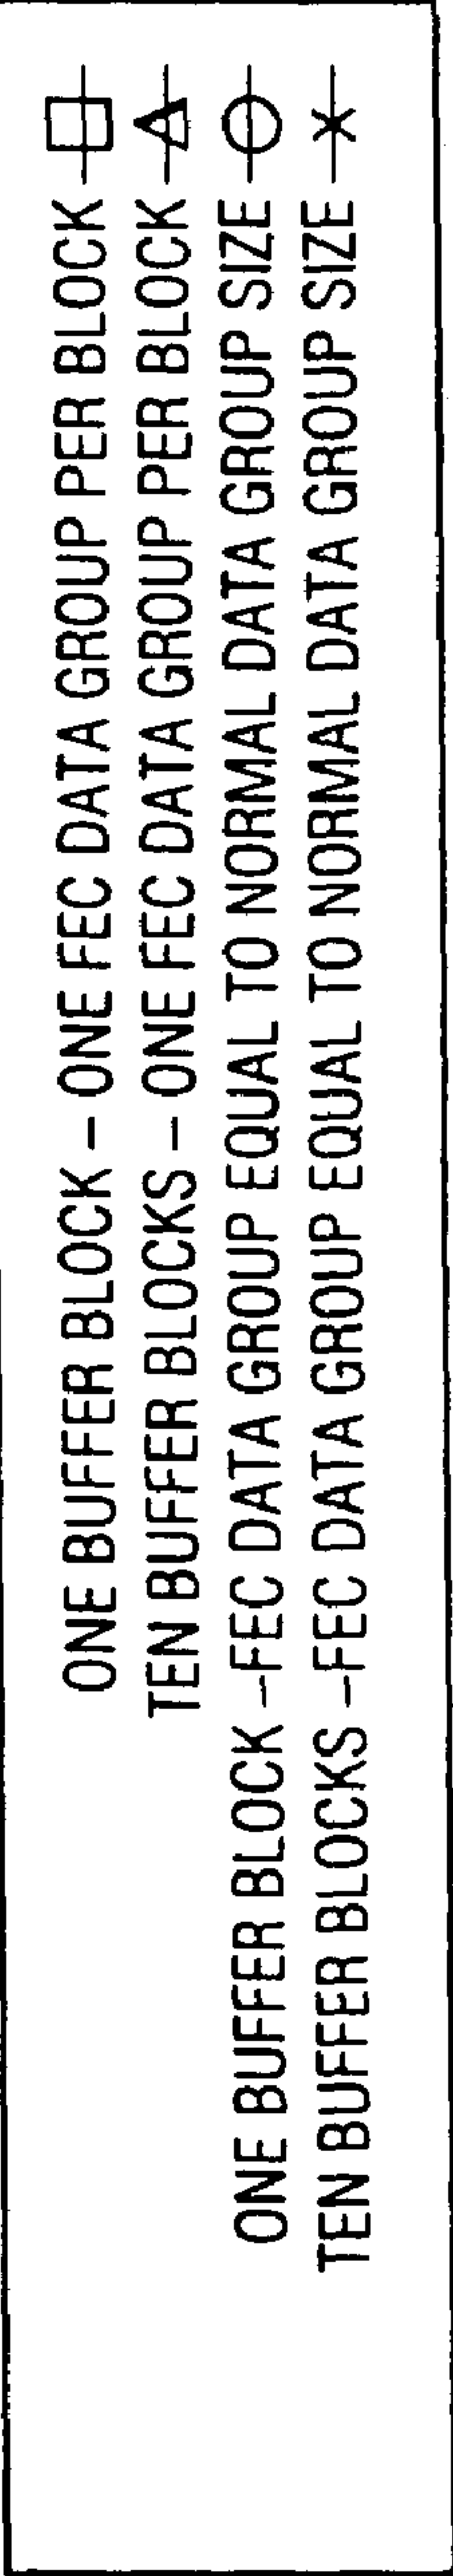 ONE BUFFER BLOCK – ONE FEC DATA GROUP PER BLOCK
TEN BUFFER BLOCKS – ONE FEC DATA GROUP PER BLOCK
ONE BUFFER BLOCK –FEC DATA GROUP EQUAL TO NORMAL DATA GROUP SIZE
TEN BUFFER BLOCKS –FEC DATA GROUP EQUAL TO NORMAL DATA GROUP SIZE